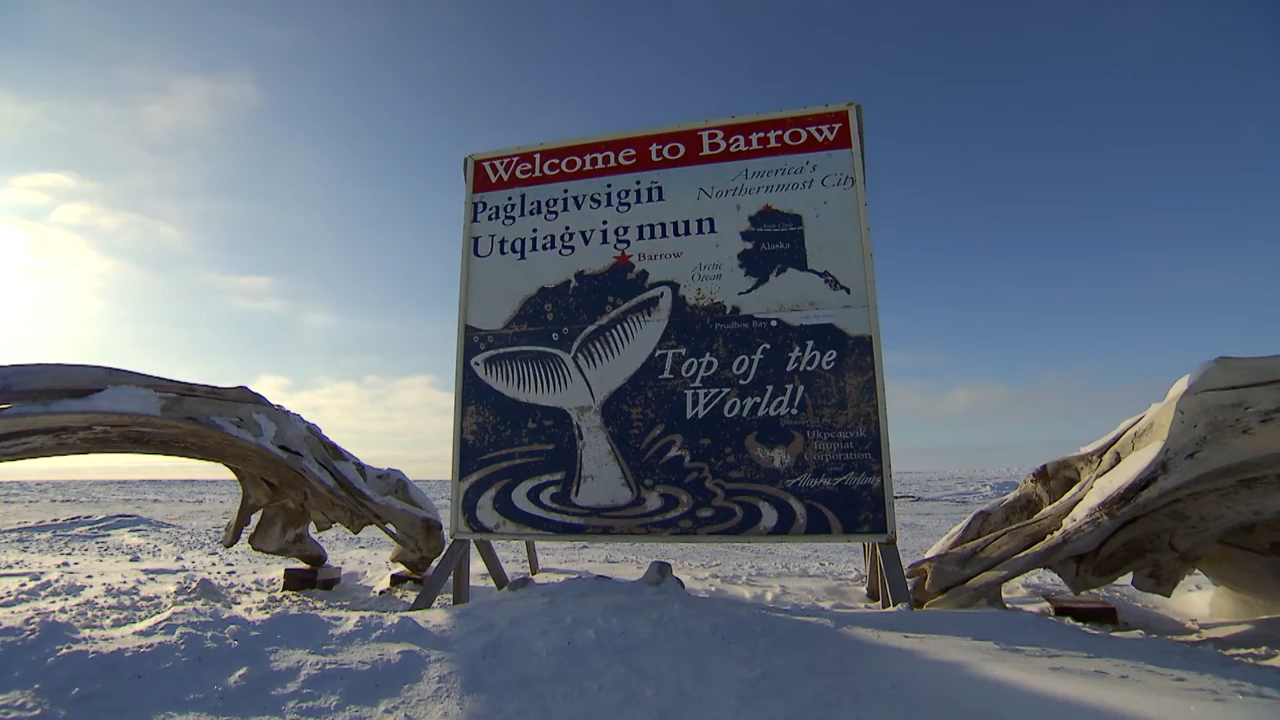 Welcome to Barrow
America's
Northernmost City
Paġlagivsigiñ
Utqiaġvigmun
Alaska
Barrow
Arctic
Ocean
Prudhoe Bay
Top of the
World!
Ukpeagvik
Iñupiat
Corporation
and
Alaska Airlines